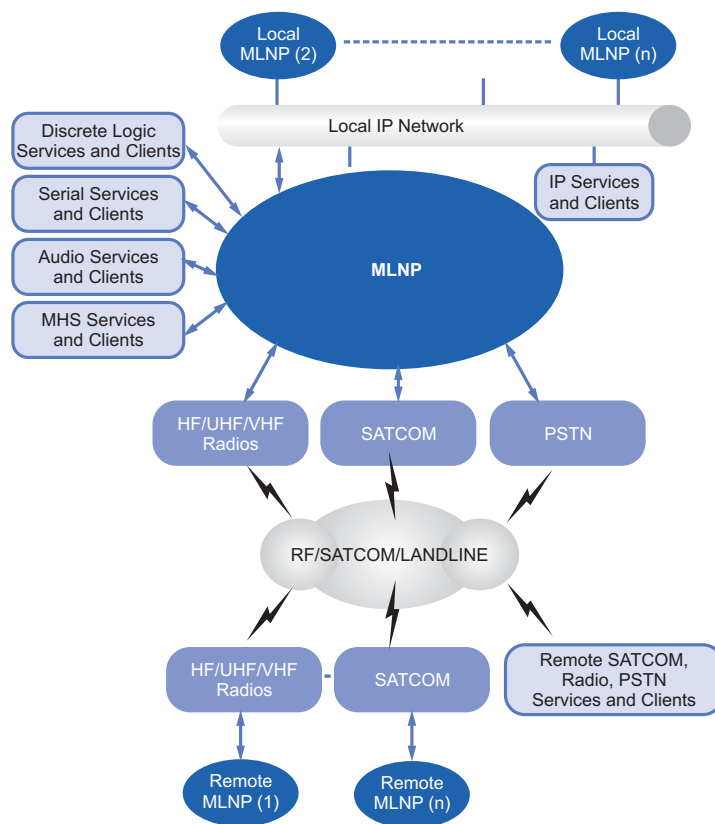 Local
MLNP (2)
Local
MLNP (n)
Local IP Network
Discrete Logic
Services and Clients
IP Services
and Clients
Serial Services
and Clients
Audio Services
and Clients
MLNP
MHS Services
and Clients
HF/UHF/VHF
Radios
SATCOM
PSTN
RF/SATCOM/LANDLINE
HF/UHF/VHF
Radios
SATCOM
Remote SATCOM,
Radio, PSTN
Services and Clients
Remote
MLNP (1)
Remote
MLNP (n)